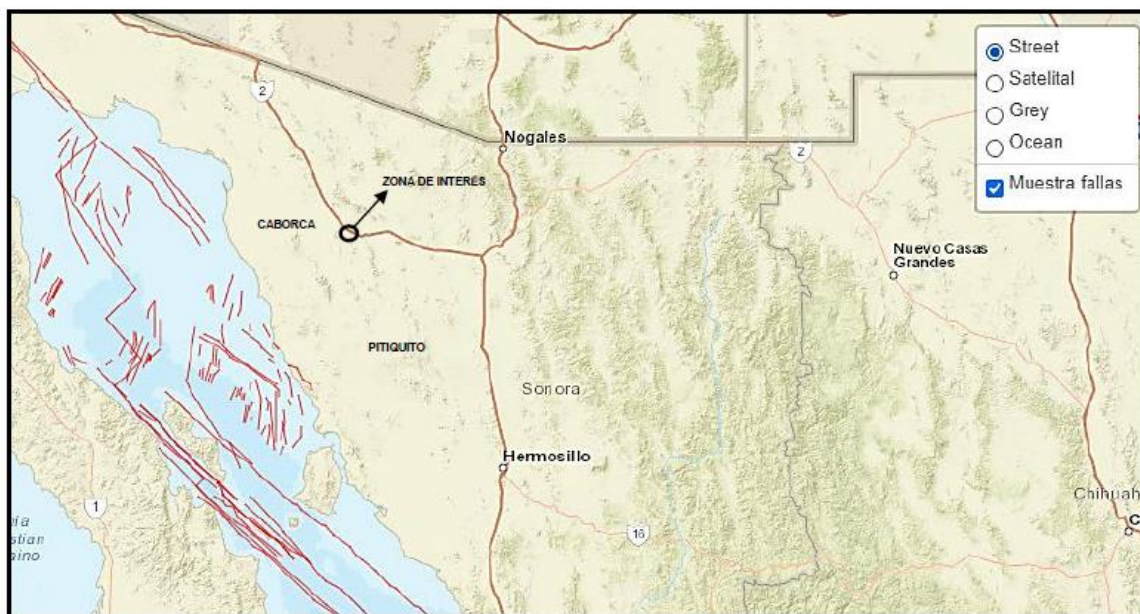 Street
Satelital
Grey
Ocean
Muestra fallas
2
Nogales
2
ZONA DE INTERÉS
CABORCA
Nuevo Casas
Grandes
PITIQUITO
Sonora
Hermosillo
Chihuah
1
16
C